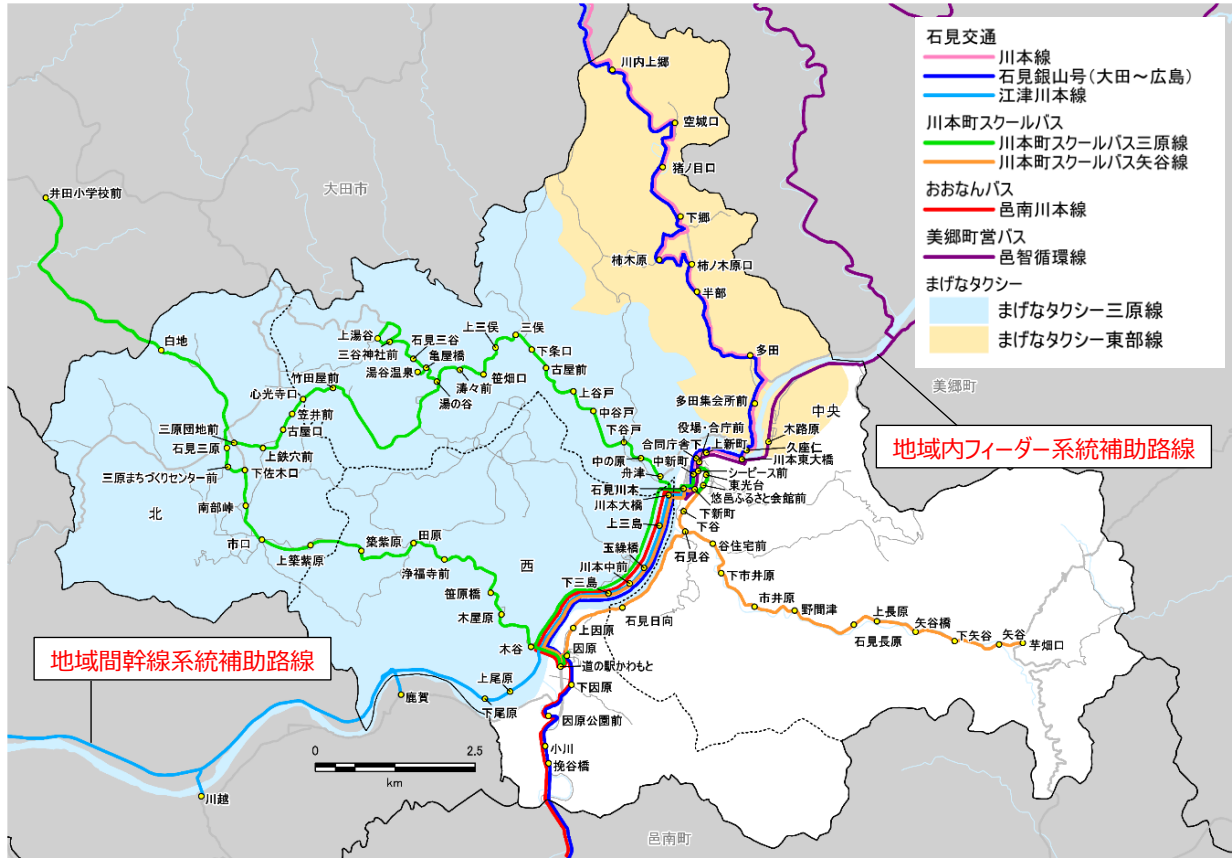 石見交通
川本線
石見銀山号(大田～広島)
江津川本線
川本町スクールバス
川本町スクールバス三原線
川本町スクールバス矢谷線
おおなんバス
邑南川本線
美郷町営バス
邑智循環線
まげなタクシー
まげなタクシー三原線
まげなタクシー東部線
川内上郷
空城口
猪ノ目口
下郷
柿木原
柿ノ木原口
半部
多田
多田集会所前
大田市
美郷町
中央
井田小学校前
白地
上湯谷
三谷神社前
湯谷温泉
石見三谷
亀屋橋
湯の谷
涛々前
上三俣
笹畑口
三俣
下条口
古屋前
上谷戸
中谷戸
下谷戸
中の原
舟津
竹田屋前
心光寺口
笠井前
古屋口
上鉄穴前
三原団地前
石見三原
三原まちづくりセンター前
下佐木口
南部峠
北
市口
上築紫原
築紫原
田原
浄福寺前
西
笹原橋
木屋原
木谷
役場・合庁前
合同庁舎下
上新町
中新町
木路原
久座仁
川本東大橋
シーピース前
東光台
悠邑ふるさと会館前
石見川本
川本大橋
下新町
下谷
石見谷
上三島
玉繰橋
川本中前
下三島
谷住宅前
下市井原
市井原
野間津
石見長原
上長原
矢谷橋
下矢谷
矢谷
芋畑口
石見日向
上因原
因原
道の駅かわもと
下因原
因原公園前
小川
挽谷橋
上尾原
下尾原
鹿賀
川越
邑南町
地域内フィーダー系統補助路線
地域間幹線系統補助路線
0
2.5
km